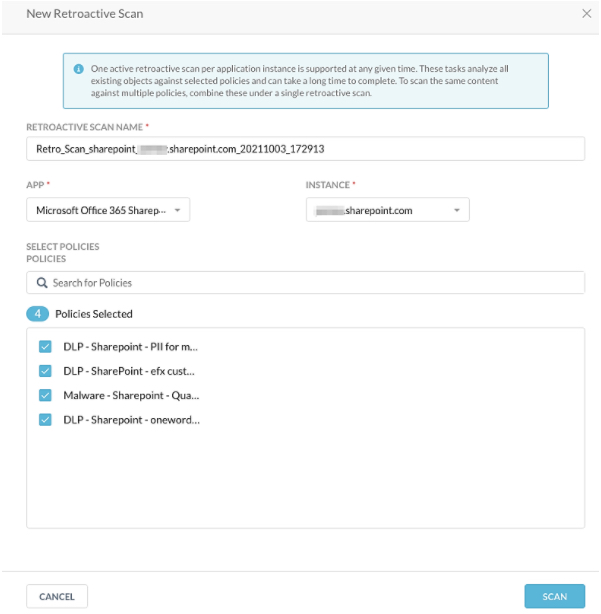 New Retroactive Scan
One active retroactive scan per application instance is supported at any given time. These tasks analyze all
existing objects against selected policies and can take a long time to complete. To scan the same content
against multiple policies, combine these under a single retroactive scan.
RETROACTIVE SCAN NAME *
Retro_Scan_sharepoint_ .sharepoint.com_20211003_172913
APP *
INSTANCE *
Microsoft Office 365 Sharep...
.sharepoint.com
SELECT POLICIES
POLICIES
Search for Policies
4 Policies Selected
DLP - Sharepoint - PII for m...
DLP - SharePoint - efx cust...
Malware - Sharepoint - Qua...
DLP - Sharepoint - oneword...
CANCEL
SCAN